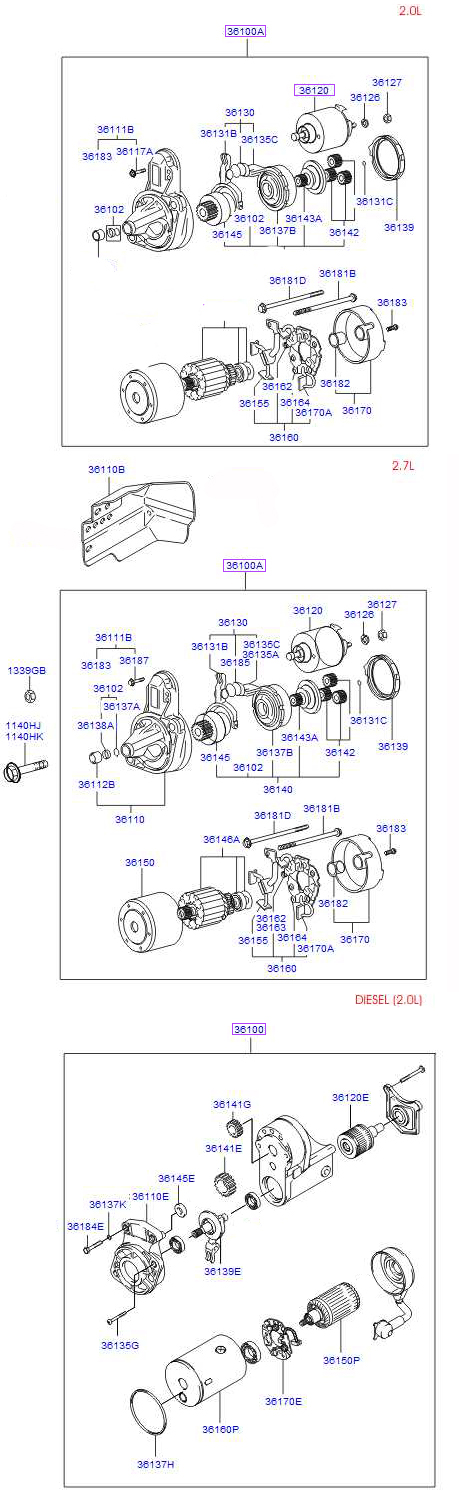 2.0L
36100A
36127
36120
36126
36130
36111B
36131B
36135C
36117A
36183
36131C
36102
36102
36143A
36139
36145
36137B
36142
36181B
36181D
36183
36162
36182
36155
36164
36170A
36170
36160
2.7L
36110B
36100A
36127
36120
36126
36130
36111B
36131B
36135C
36135A
36185
36183
36187
1339GB
36102
36137A
36131C
36138A
1140HJ
1140HK
36143A
36139
36145
36137B
36142
36102
36112B
36140
36110
36181B
36181D
36183
36146A
36150
36182
36162
36163
36155
36164
36170
36170A
36160
DIESEL (2.0L)
36100
36120E
36141G
36141E
36145E
36110E
36137K
36184E
36139E
36135G
36150P
36170E
36160P
36137H